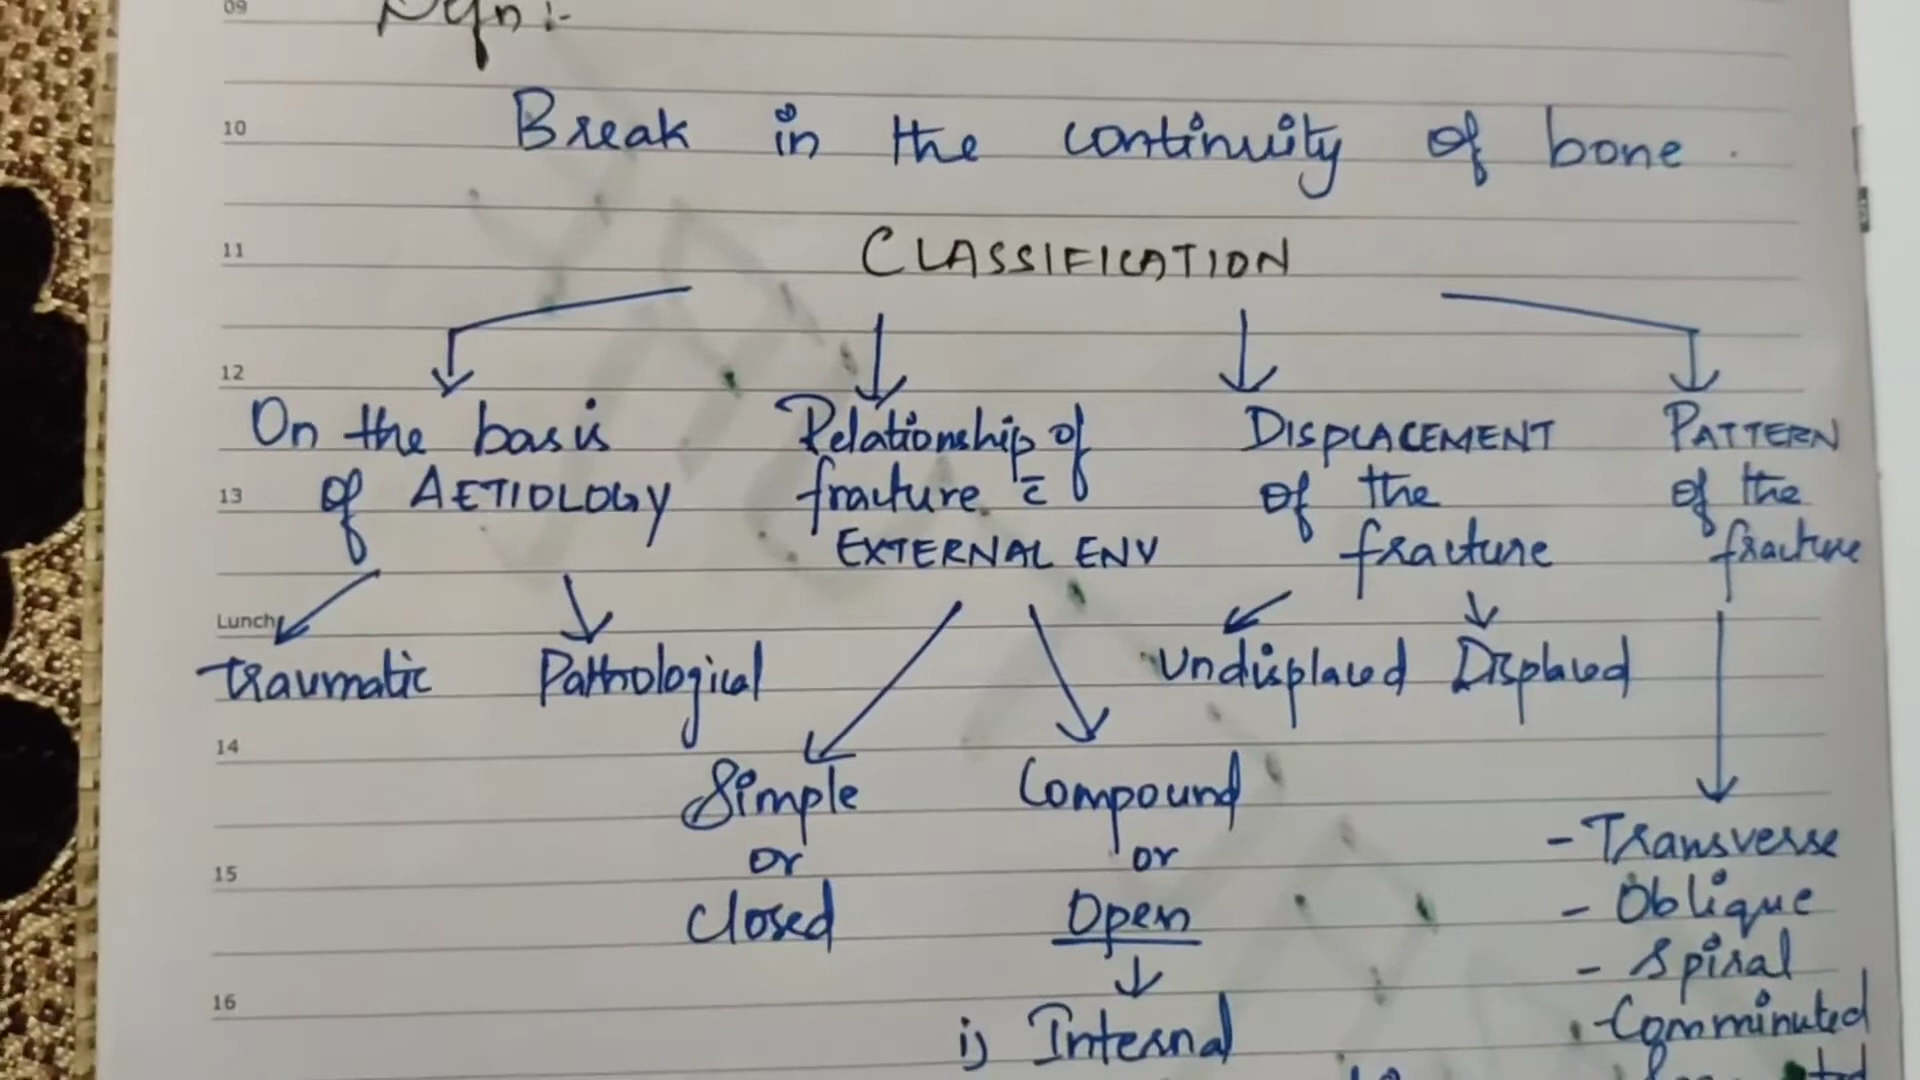 09
Defn :-
10
Break in the continuity of bone .
11
CLASSIFICATION
12
On the basis
of AETIOLOGY
13
Relationship of
fracture c̄
EXTERNAL ENV
DISPLACEMENT
of the
fracture
PATTERN
of the
fracture
Lunch
Traumatic
Pathological
Undisplaced
Displaced
14
Simple
or
Closed
Compound
or
Open
15
16
i) Internal
- Transverse
- Oblique
- Spiral
- Comminuted